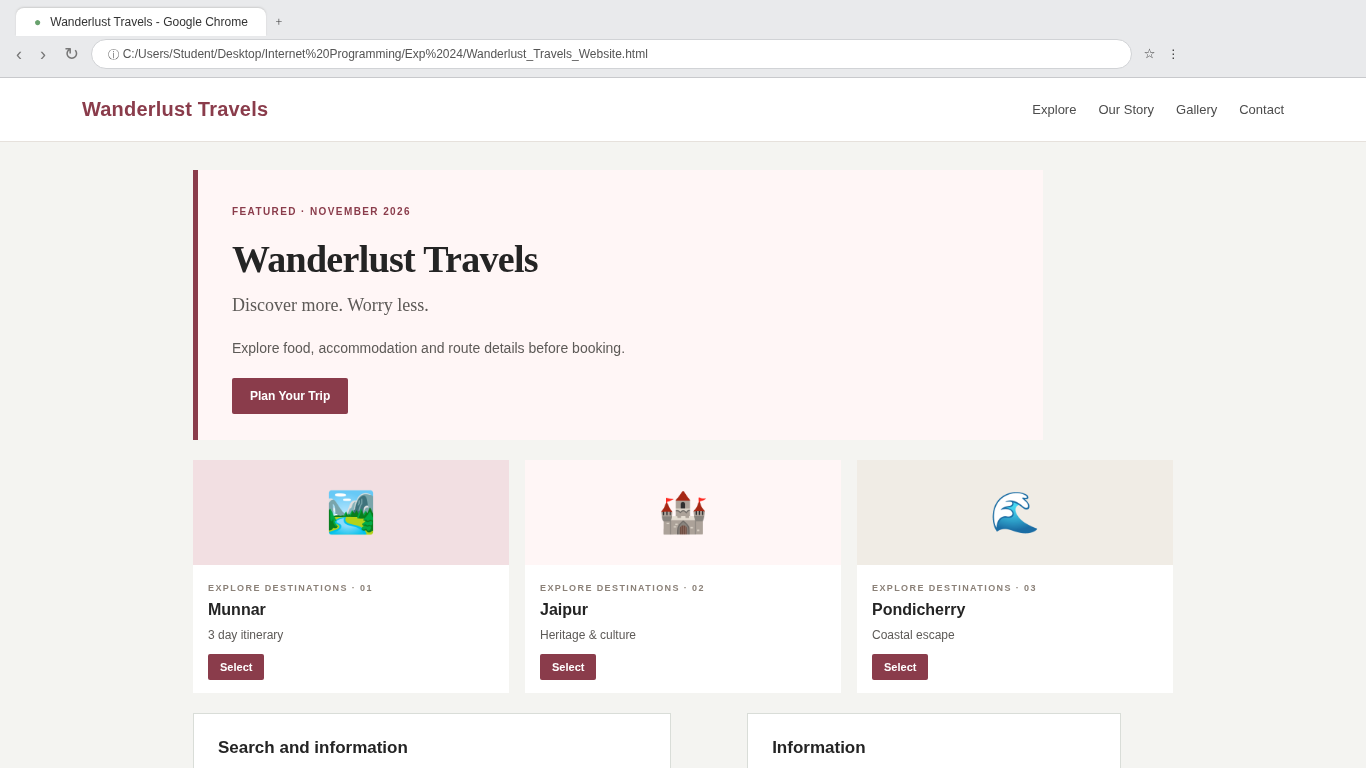 Wanderlust Travels - Google Chrome
C:/Users/Student/Desktop/Internet%20Programming/Exp%2024/Wanderlust_Travels_Website.html
Wanderlust Travels
Explore Our Story Gallery Contact
FEATURED · NOVEMBER 2026
Wanderlust Travels
Discover more. Worry less.
Explore food, accommodation and route details before booking.
Plan Your Trip
EXPLORE DESTINATIONS · 01
Munnar
3 day itinerary
Select
EXPLORE DESTINATIONS · 02
Jaipur
Heritage & culture
Select
EXPLORE DESTINATIONS · 03
Pondicherry
Coastal escape
Select
Search and information
Information